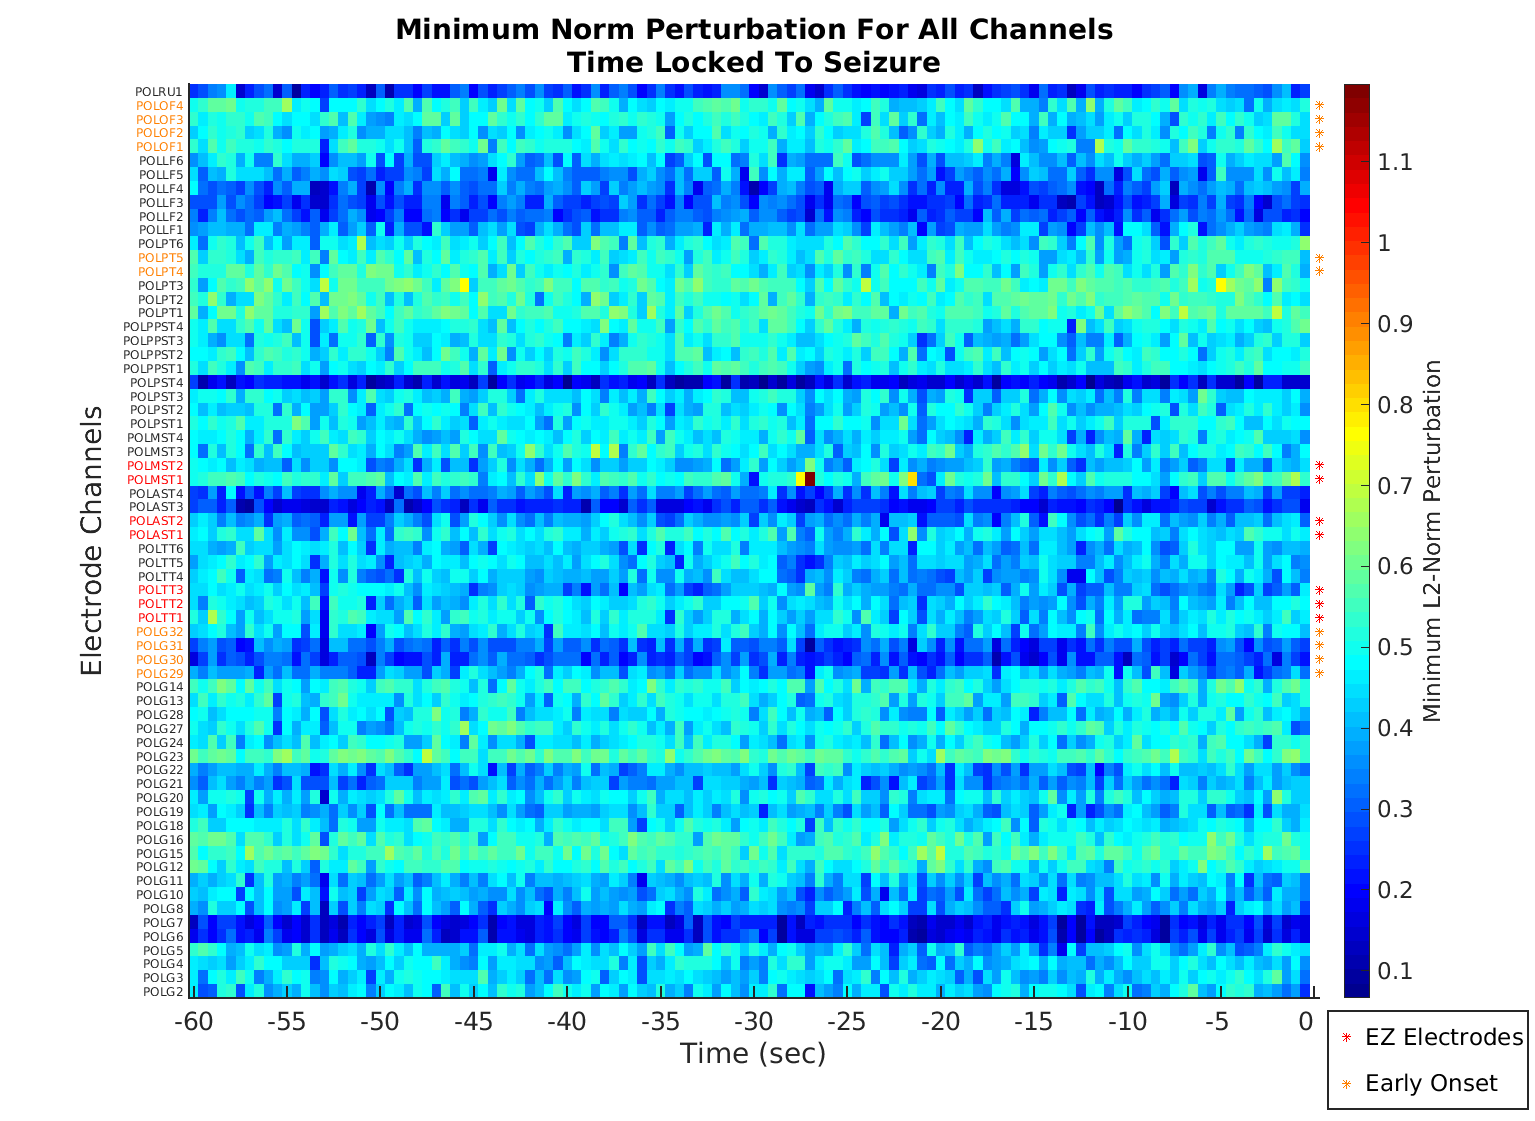 Minimum Norm Perturbation For All Channels
Time Locked To Seizure
Electrode Channels
POLRU1
POLOF4
POLOF3
POLOF2
POLOF1
POLLF6
POLLF5
POLLF4
POLLF3
POLLF2
POLLF1
POLPT6
POLPT5
POLPT4
POLPT3
POLPT2
POLPT1
POLPPST4
POLPPST3
POLPPST2
POLPPST1
POLPST4
POLPST3
POLPST2
POLPST1
POLMST4
POLMST3
POLMST2
POLMST1
POLAST4
POLAST3
POLAST2
POLAST1
POLTT6
POLTT5
POLTT4
POLTT3
POLTT2
POLTT1
POLG32
POLG31
POLG30
POLG29
POLG14
POLG13
POLG28
POLG27
POLG24
POLG23
POLG22
POLG21
POLG20
POLG19
POLG18
POLG16
POLG15
POLG12
POLG11
POLG10
POLG8
POLG7
POLG6
POLG5
POLG4
POLG3
POLG2
-60 -55 -50 -45 -40 -35 -30 -25 -20 -15 -10 -5 0
Time (sec)
1.1
1
0.9
0.8
0.7
0.6
0.5
0.4
0.3
0.2
0.1
Minimum L2-Norm Perturbation
EZ Electrodes
Early Onset